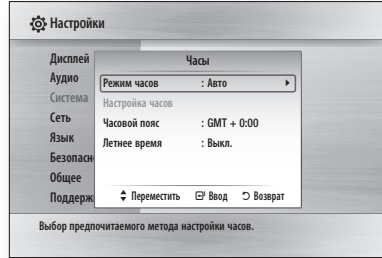 Настройки
Дисплей
Аудио
Система
Сеть
Язык
Безопасн
Общее
Поддерж
Часы
Режим часов : Авто
Настройка часов
Часовой пояс : GMT + 0:00
Летнее время : Выкл.
Переместить Ввод Возврат
Выбор предпочитаемого метода настройки часов.